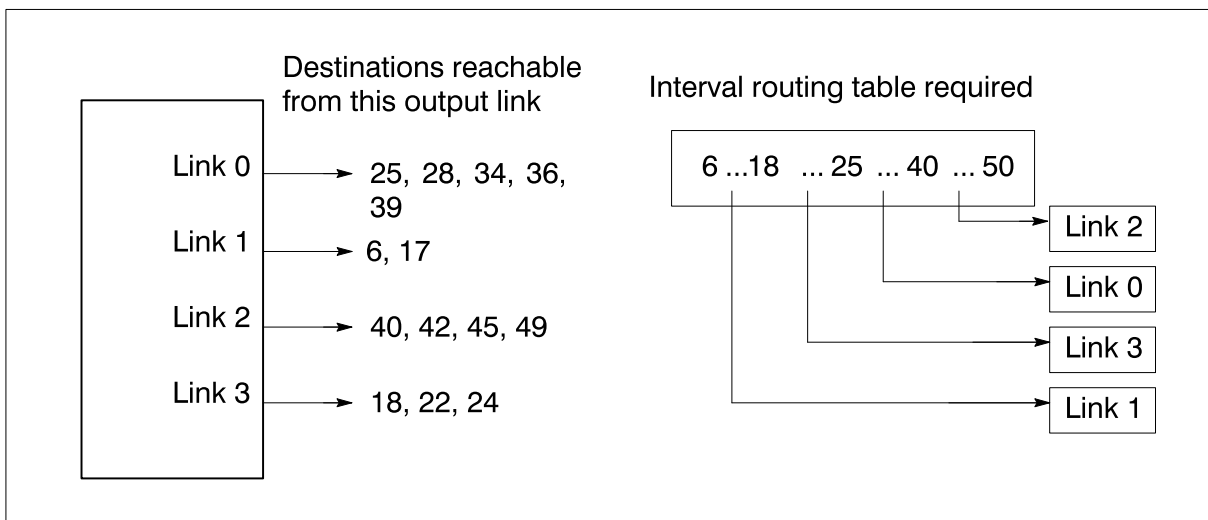 Destinations reachable
from this output link
Link 0
25, 28, 34, 36,
39
Link 1
6, 17
Link 2
40, 42, 45, 49
Link 3
18, 22, 24
Interval routing table required
6 ...18 ... 25 ... 40 ... 50
Link 2
Link 0
Link 3
Link 1